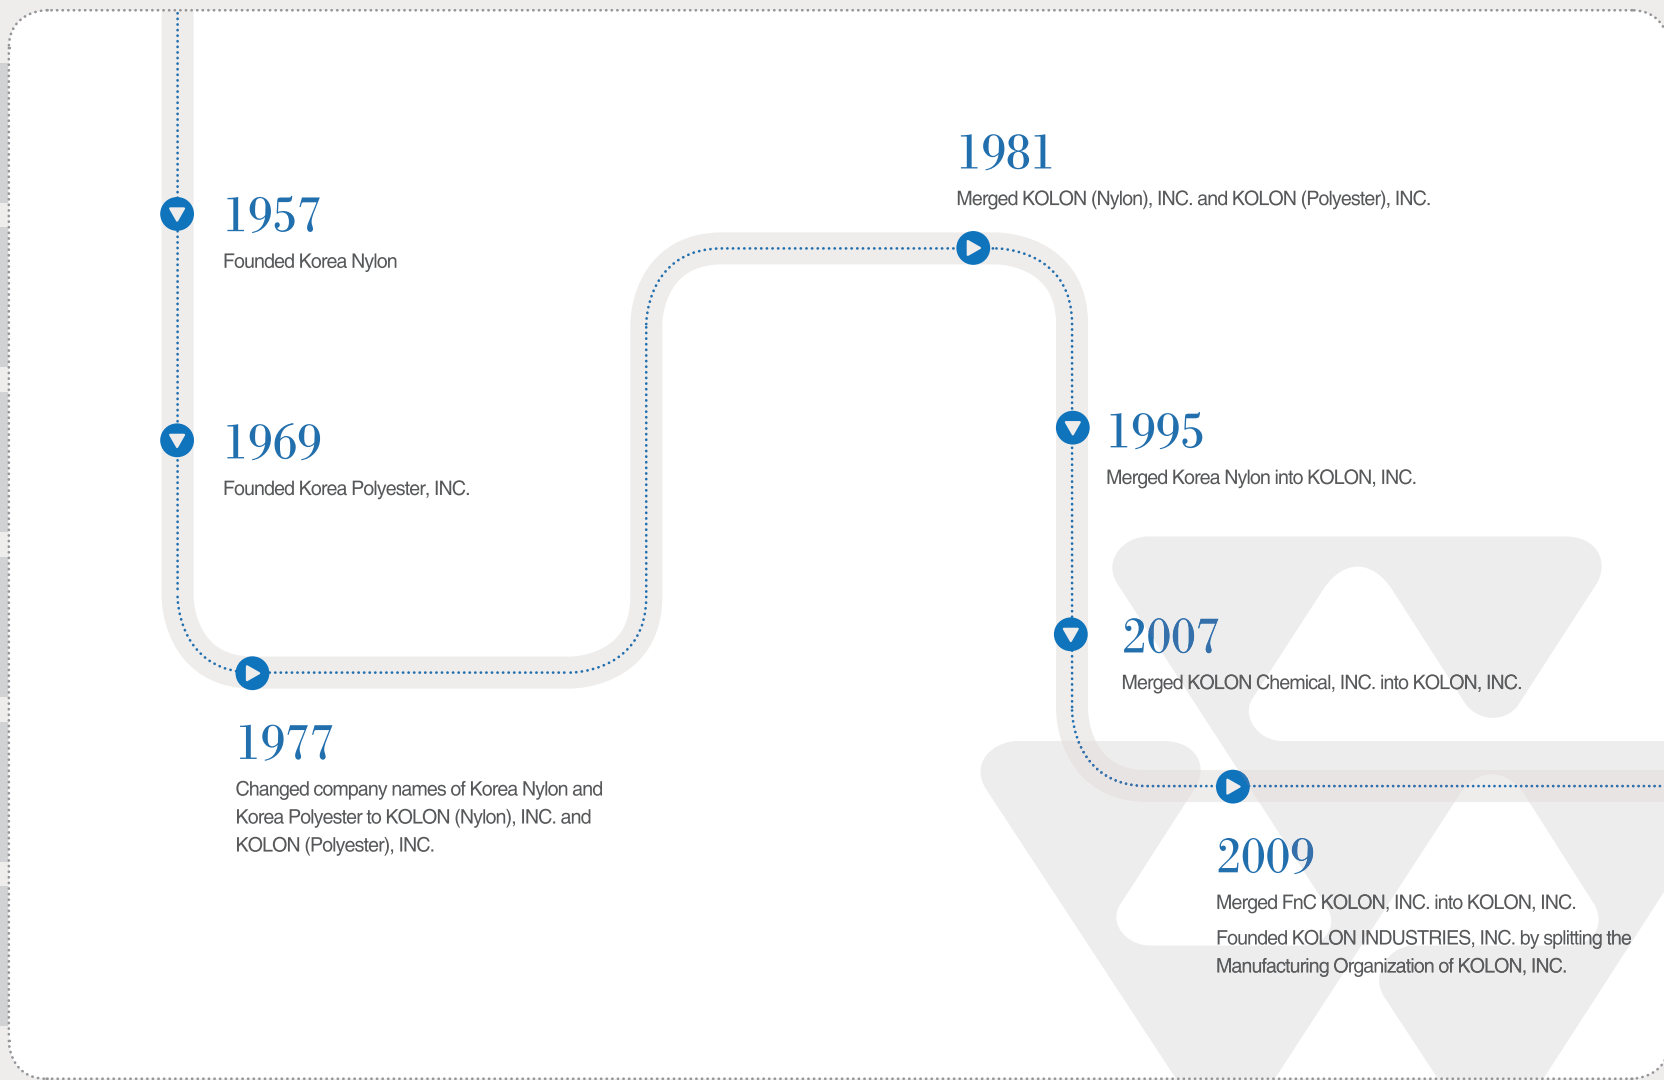 1957
Founded Korea Nylon
1969
Founded Korea Polyester, INC.
1977
Changed company names of Korea Nylon and
Korea Polyester to KOLON (Nylon), INC. and
KOLON (Polyester), INC.
1981
Merged KOLON (Nylon), INC. and KOLON (Polyester), INC.
1995
Merged Korea Nylon into KOLON, INC.
2007
Merged KOLON Chemical, INC. into KOLON, INC.
2009
Merged FnC KOLON, INC. into KOLON, INC.
Founded KOLON INDUSTRIES, INC. by splitting the
Manufacturing Organization of KOLON, INC.